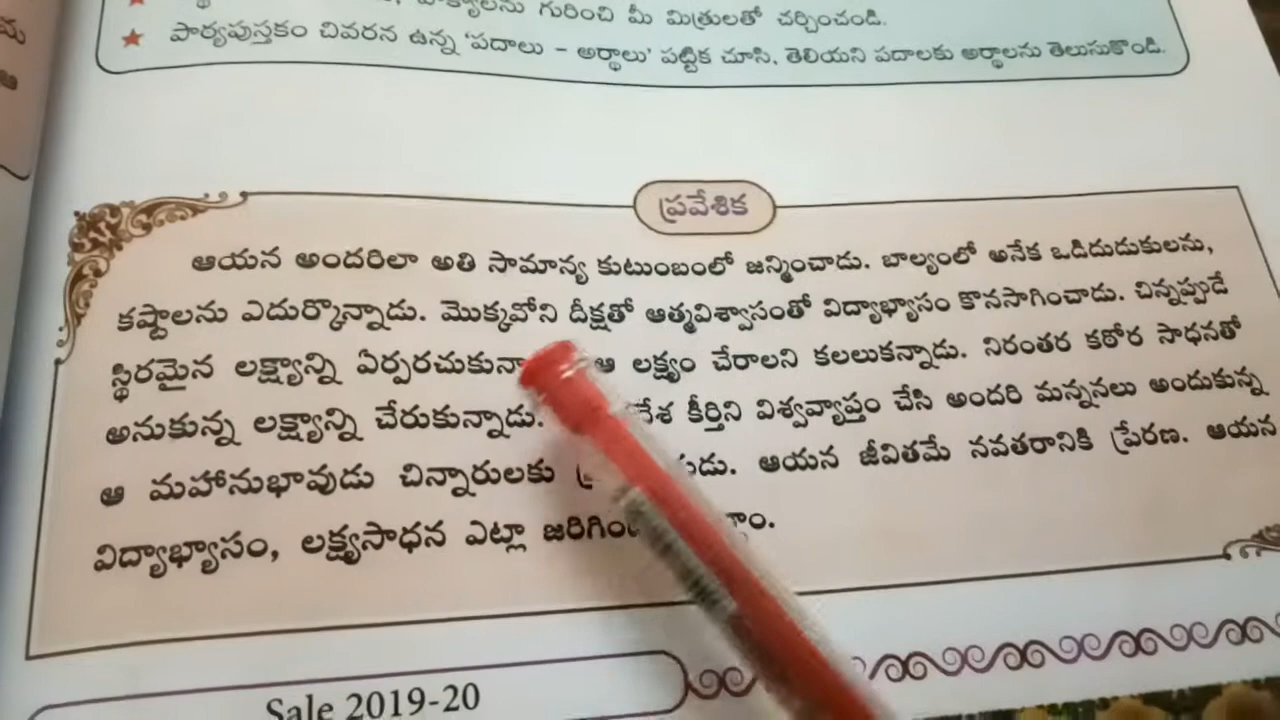 వాక్యాలను గురించి మీ మిత్రులతో చర్చించండి.
పాఠ్యపుస్తకం చివరన ఉన్న 'పదాలు - అర్థాలు' పట్టిక చూసి, తెలియని పదాలకు అర్థాలను తెలుసుకొండి.
ప్రవేశిక
ఆయన అందరిలా అతి సామాన్య కుటుంబంలో జన్మించాడు. బాల్యంలో అనేక ఒడిదుడుకులను,
కష్టాలను ఎదుర్కొన్నాడు. మొక్కవోని దీక్షతో ఆత్మవిశ్వాసంతో విద్యాభ్యాసం కొనసాగించాడు. చిన్నప్పుడే
స్థిరమైన లక్ష్యాన్ని ఏర్పరచుకున్నా ఆ లక్ష్యం చేరాలని కలలుకన్నాడు. నిరంతర కఠోర సాధనతో
అనుకున్న లక్ష్యాన్ని చేరుకున్నాడు. దేశ కీర్తిని విశ్వవ్యాప్తం చేసి అందరి మన్ననలు అందుకున్న
ఆ మహానుభావుడు చిన్నారులకు ఆయన జీవితమే నవతరానికి ప్రేరణ. ఆయన
విద్యాభ్యాసం, లక్ష్యసాధన ఎట్లా
Sale 2019-20